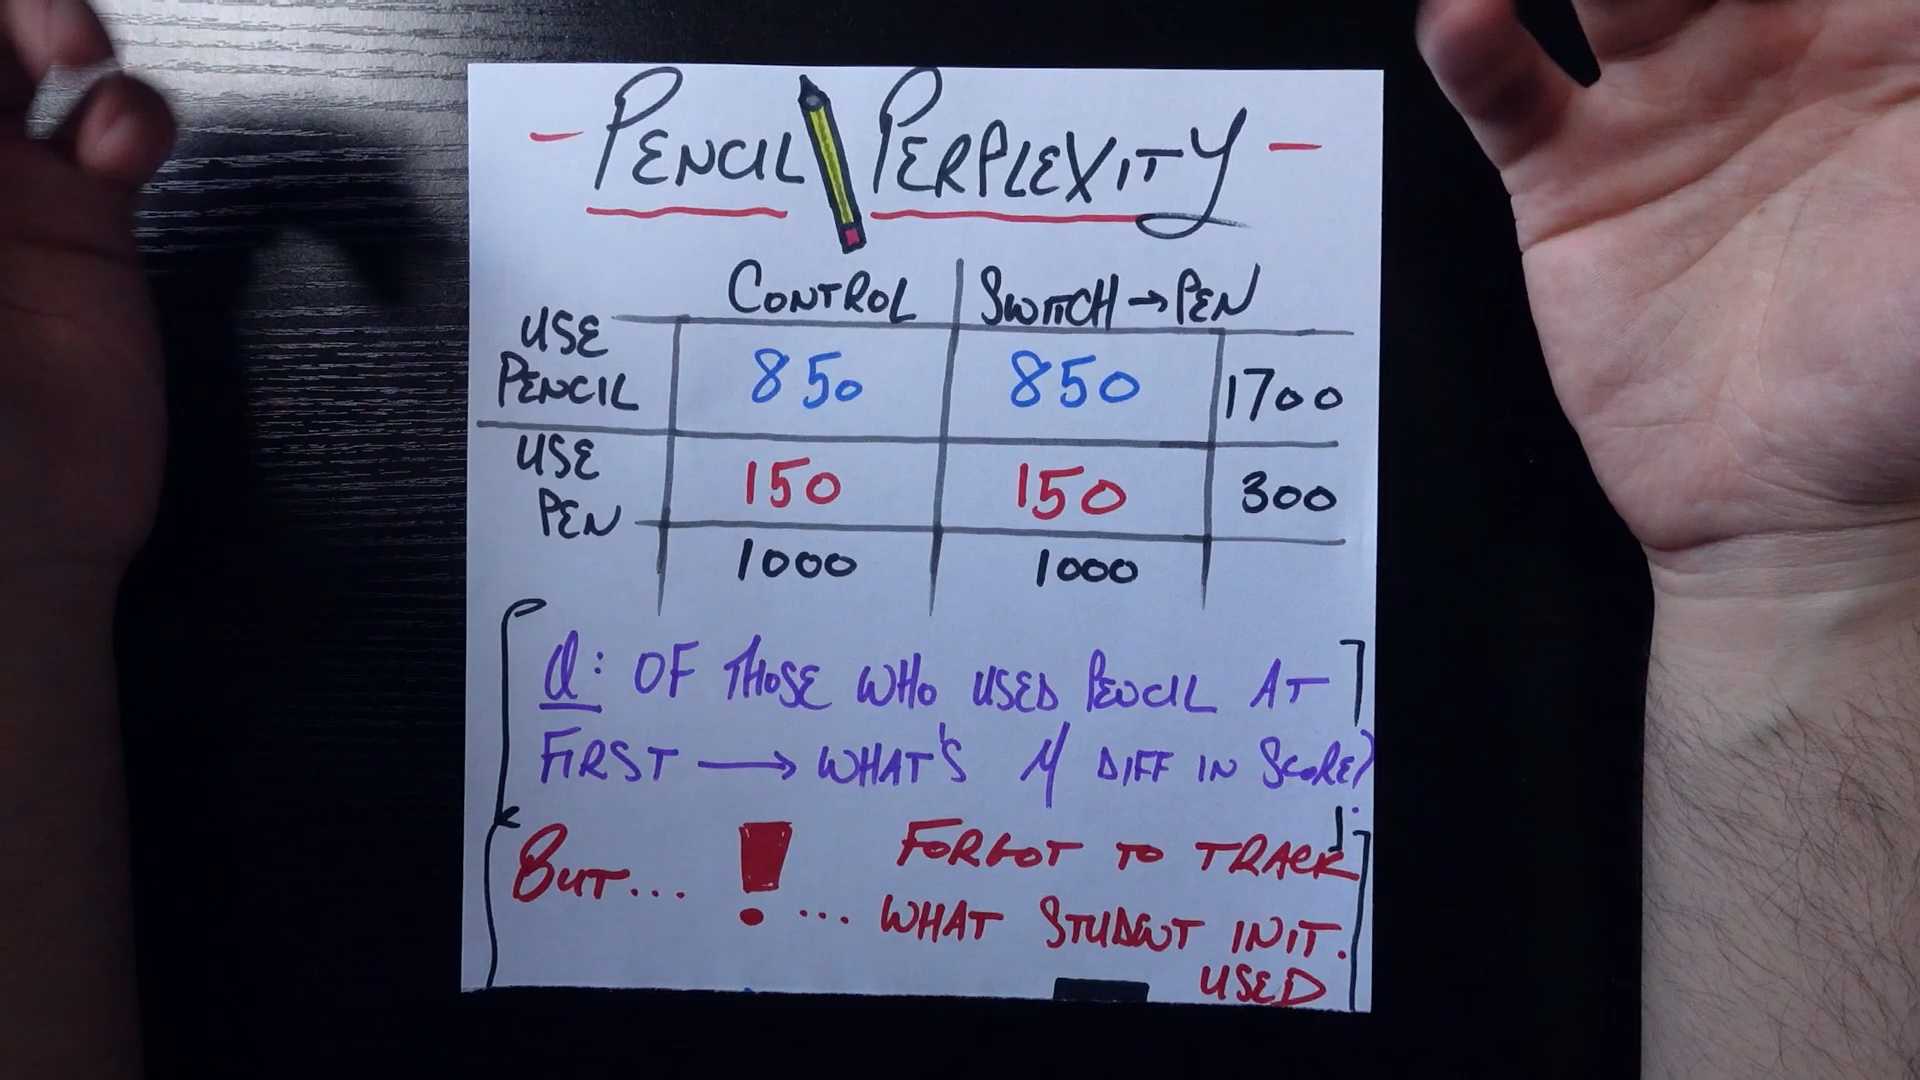 PENCIL PERPLEXITY
CONTROL SWITCH → PEN
USE PENCIL 850 850 1700
USE PEN 150 150 300
1000 1000
Q: OF THOSE WHO USED PENCIL AT
FIRST → WHAT'S DIFF IN SCORE?
BUT... ! ... FORGOT TO TRACK
WHAT STUDENT INIT.
USED